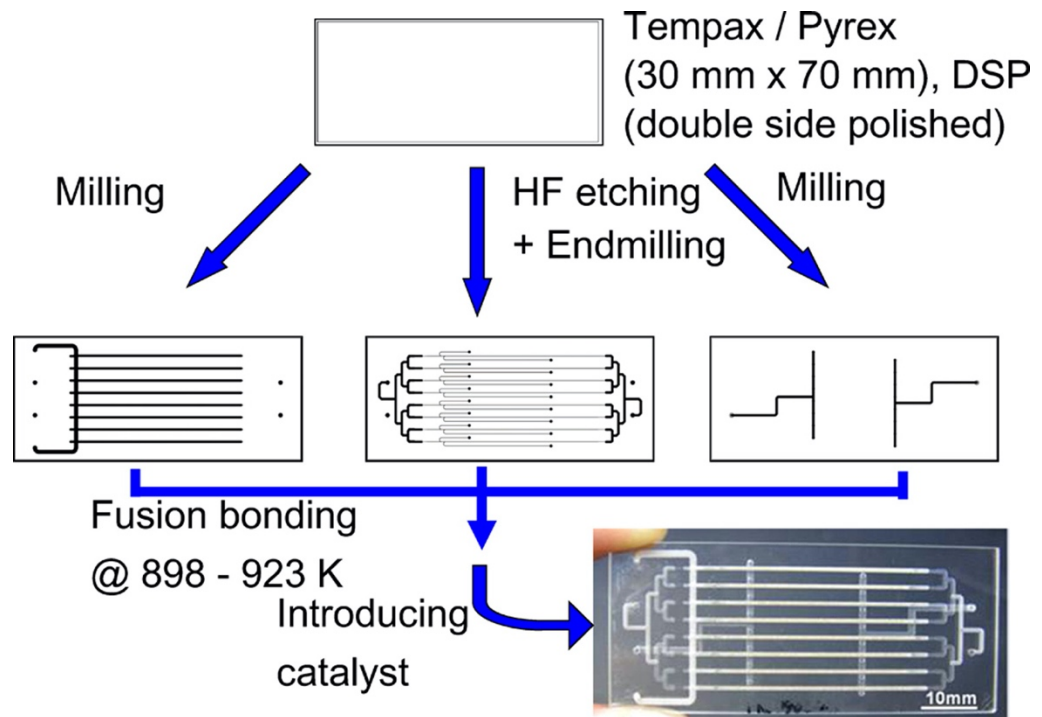 Tempax / Pyrex
(30 mm x 70 mm), DSP
(double side polished)
Milling
HF etching
+ Endmilling
Milling
Fusion bonding
@ 898 - 923 K
Introducing
catalyst
10mm